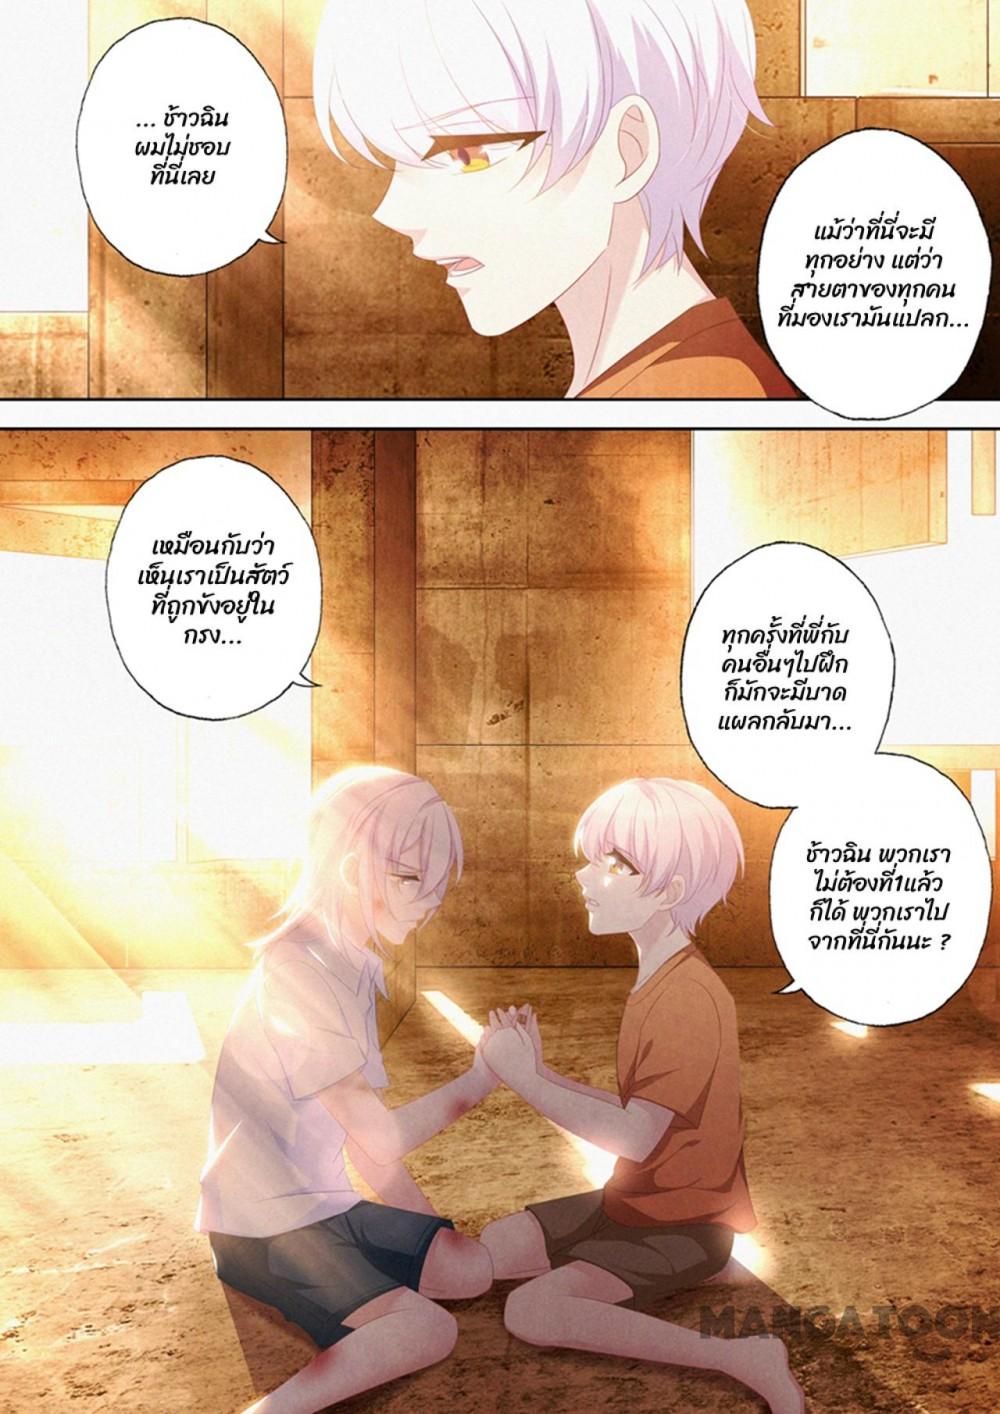 ... ช้าวฉิน
ผมไม่ชอบ
ที่นี่เลย
แม้ว่าที่นี่จะมี
ทุกอย่าง แต่ว่า
สายตาของทุกคน
ที่มองเรามันแปลก...
เหมือนกับว่า
เห็นเราเป็นสัตว์
ที่ถูกขังอยู่ใน
กรง...
ทุกครั้งที่พี่กับ
คนอื่นๆไปฝึก
ก็มักจะมีบาด
แผลกลับมา...
ช้าวฉิน พวกเรา
ไม่ต้องที่1แล้ว
ก็ได้ พวกเราไป
จากที่นี่กันนะ ?
MANGATOON